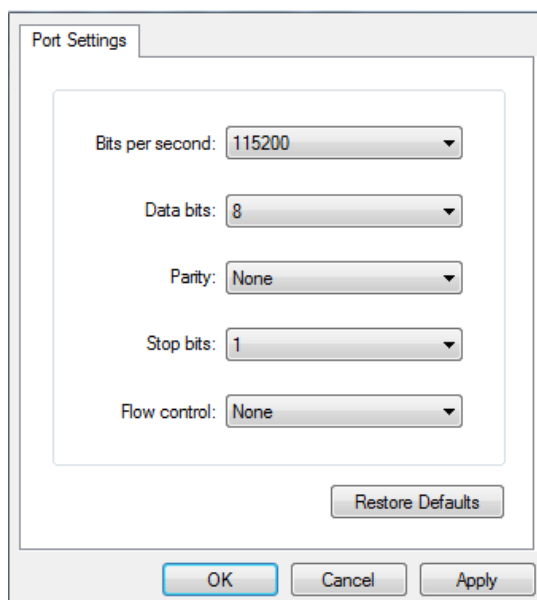 Port Settings
Bits per second: 115200
Data bits: 8
Parity: None
Stop bits: 1
Flow control: None
Restore Defaults
OK Cancel Apply